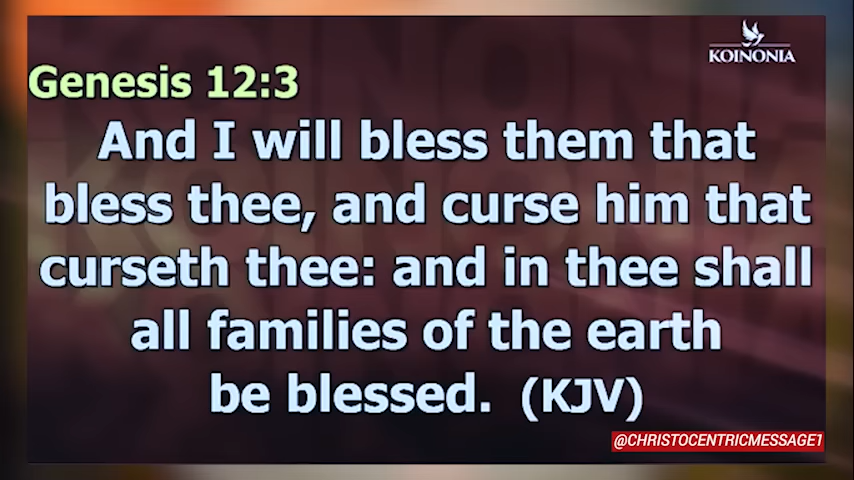 KOINONIA
Genesis 12:3
And I will bless them that
bless thee, and curse him that
curseth thee: and in thee shall
all families of the earth
be blessed. (KJV)
@CHRISTOCENTRICMESSAGE1